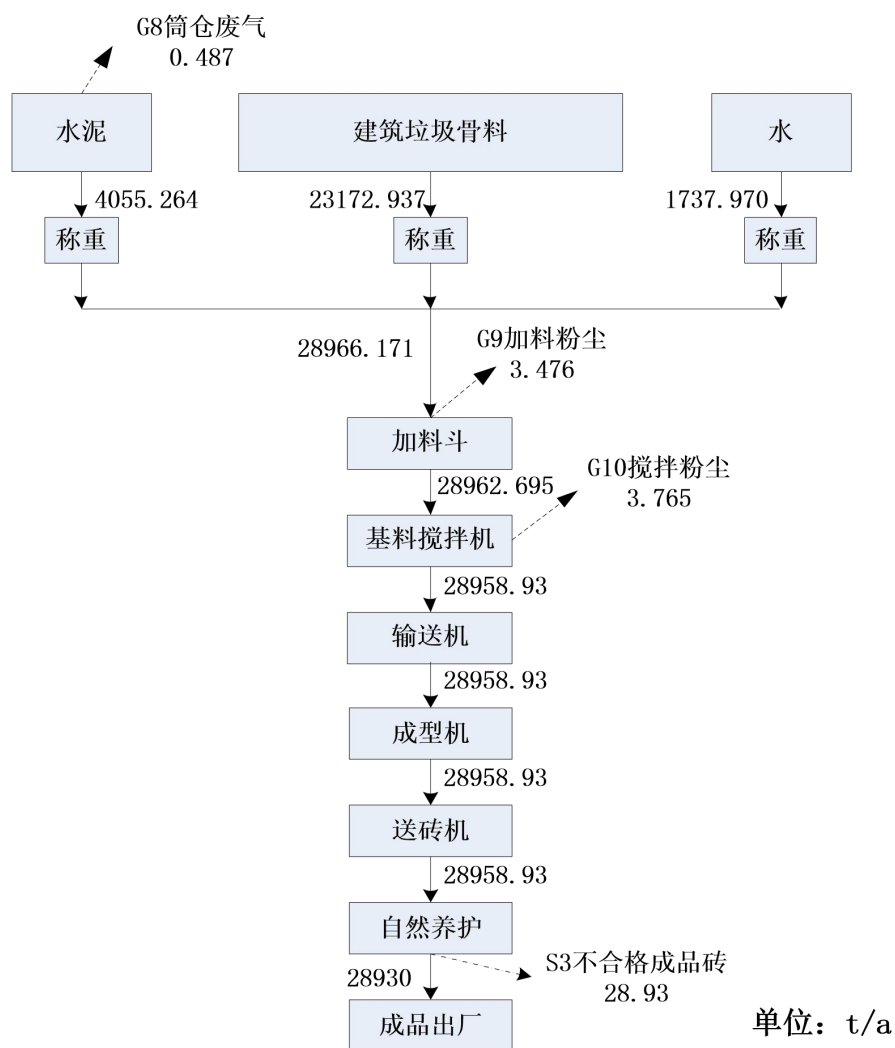 G8筒仓废气
0.487
水泥
建筑垃圾骨料
水
4055.264
23172.937
1737.970
称重
称重
称重
28966.171
G9加料粉尘
3.476
加料斗
28962.695
G10搅拌粉尘
3.765
基料搅拌机
28958.93
输送机
28958.93
成型机
28958.93
送砖机
28958.93
自然养护
28930
S3不合格成品砖
28.93
成品出厂
单位：t/a